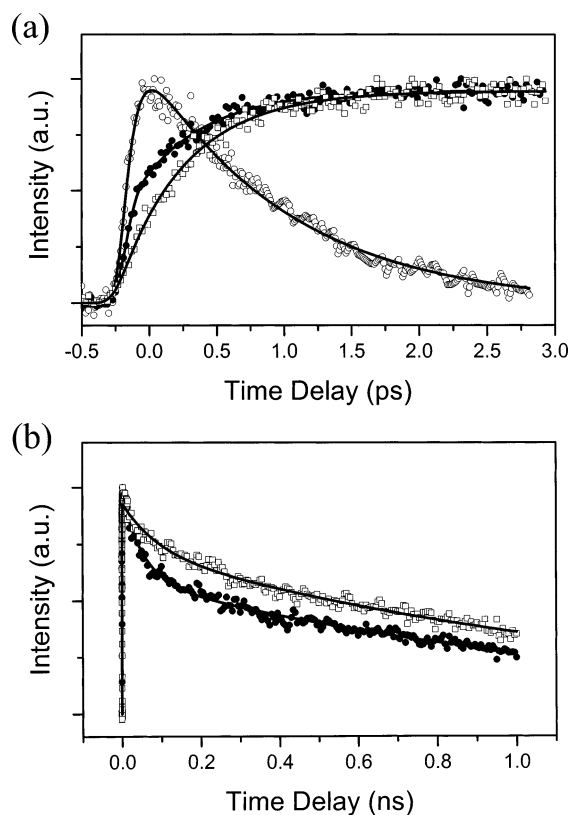 (a)
Intensity (a.u.)
-0.5 0.0 0.5 1.0 1.5 2.0 2.5 3.0
Time Delay (ps)
(b)
Intensity (a.u.)
0.0 0.2 0.4 0.6 0.8 1.0
Time Delay (ns)